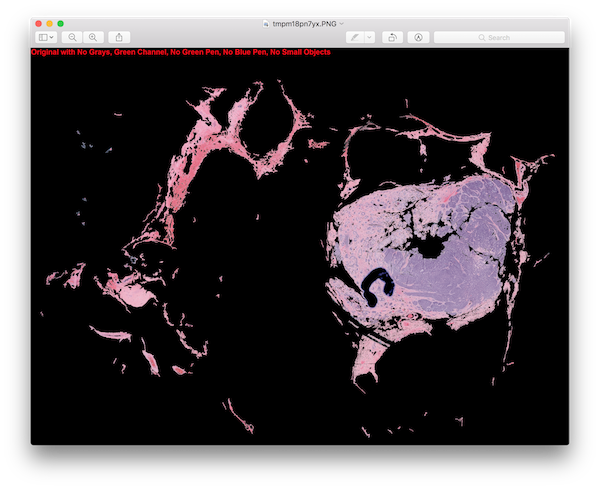 tmpm18pn7yx.PNG
Search
Original with No Grays, Green Channel, No Green Pen, No Blue Pen, No Small Objects